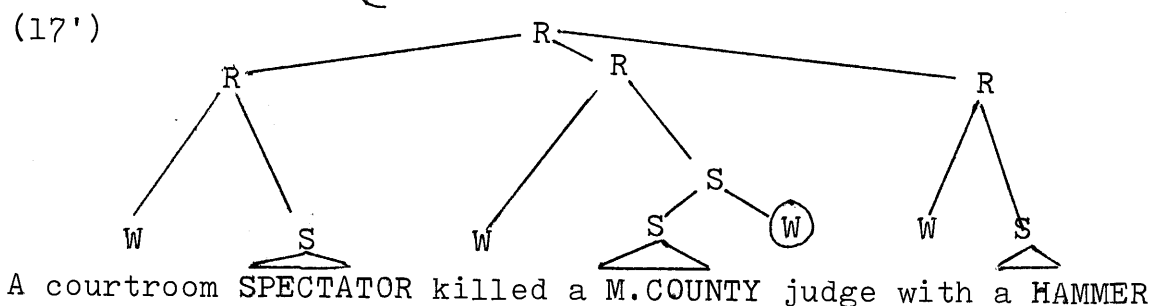 (17')
R
R R R
S
W S W S W W S
A courtroom SPECTATOR killed a M.COUNTY judge with a HAMMER